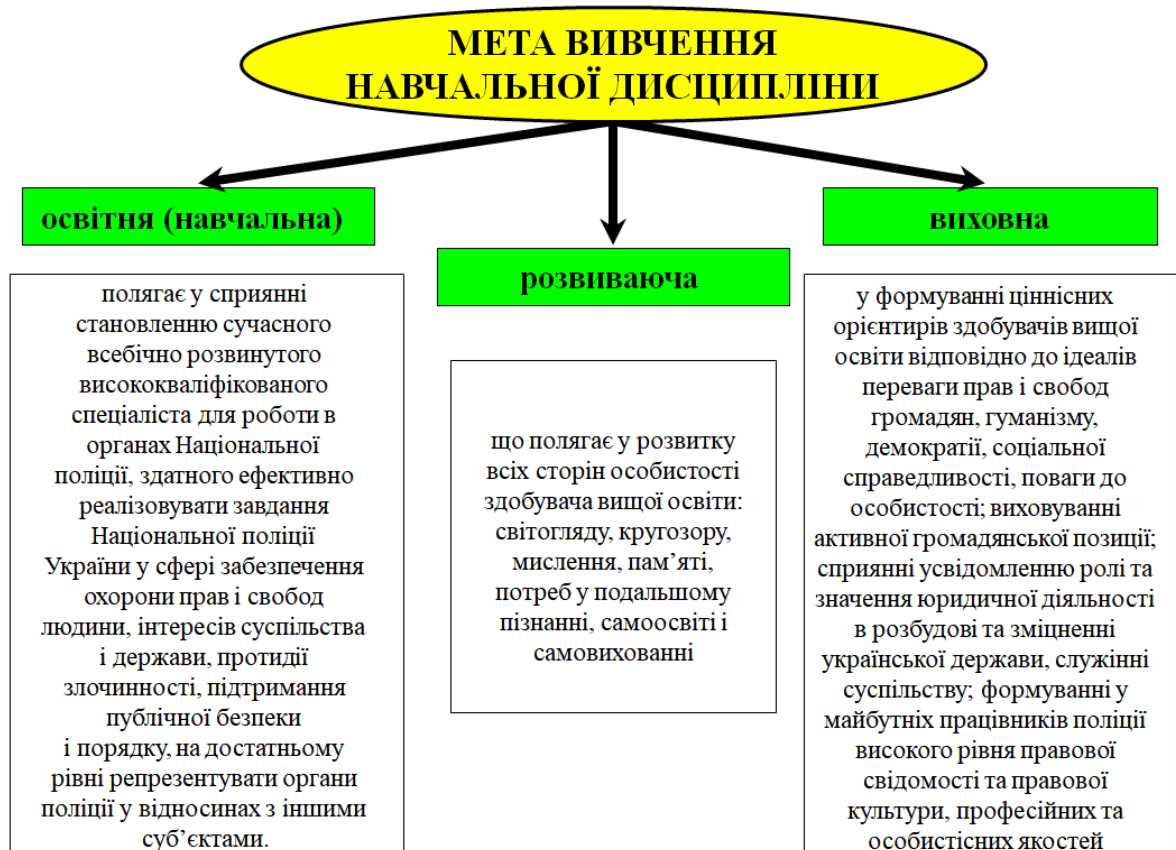 МЕТА ВИВЧЕННЯ
НАВЧАЛЬНОЇ ДИСЦИПЛІНИ
освітня (навчальна)
полягає у сприянні
становленню сучасного
всебічно розвинутого
висококваліфікованого
спеціаліста для роботи в
органах Національної
поліції, здатного ефективно
реалізовувати завдання
Національної поліції
України у сфері забезпечення
охорони прав і свобод
людини, інтересів суспільства
і держави, протидії
злочинності, підтримання
публічної безпеки
і порядку, на достатньому
рівні репрезентувати органи
поліції у відносинах з іншими
суб’єктами.
розвиваюча
що полягає у розвитку
всіх сторін особистості
здобувача вищої освіти:
світогляду, кругозору,
мислення, пам’яті,
потреб у подальшому
пізнанні, самоосвіті і
самовихованні
виховна
у формуванні ціннісних
орієнтирів здобувачів вищої
освіти відповідно до ідеалів
переваги прав і свобод
громадян, гуманізму,
демократії, соціальної
справедливості, поваги до
особистості; виховуванні
активної громадянської позиції;
сприянні усвідомленню ролі та
значення юридичної діяльності
в розбудові та зміцненні
української держави, служінні
суспільству; формуванні у
майбутніх працівників поліції
високого рівня правової
свідомості та правової
культури, професійних та
особистісних якостей